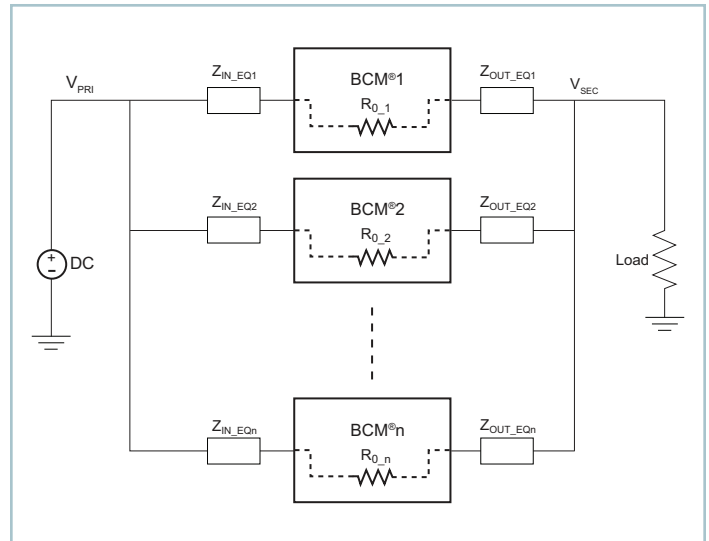 Z_IN_EQ1 BCM®1 Z_OUT_EQ1
V_PRI R_0_1 V_SEC
Z_IN_EQ2 BCM®2 Z_OUT_EQ2
R_0_2
+ − DC Load
Z_IN_EQn BCM®n Z_OUT_EQn
R_0_n